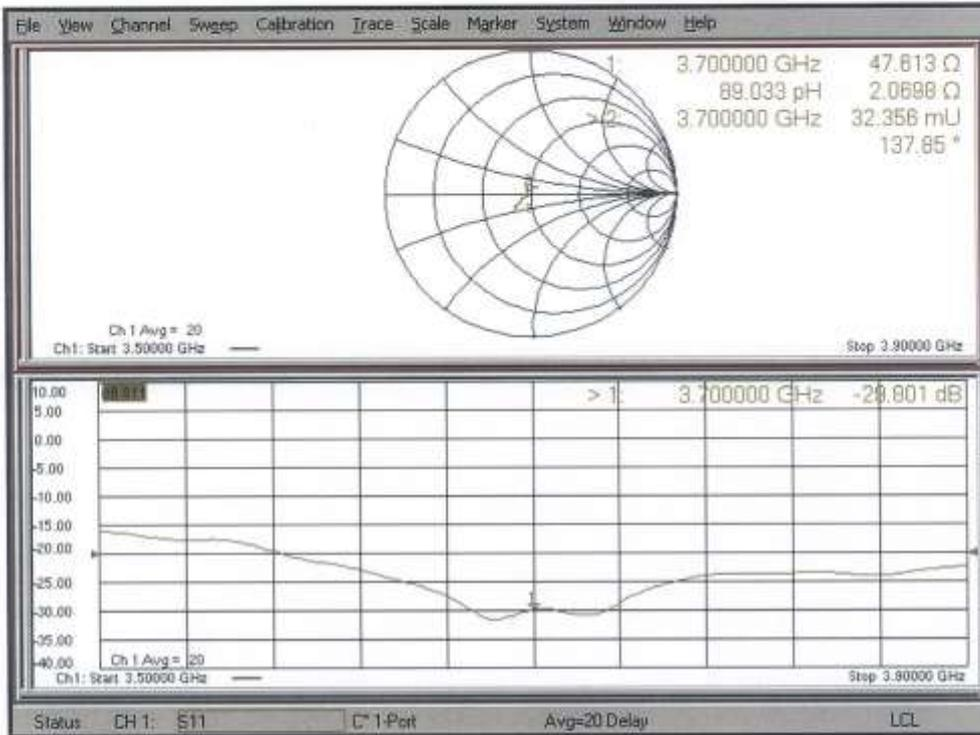 File View Channel Sweep Calibration Trace Scale Marker System Window Help
1: 3.700000 GHz 47.613 Ω
89.033 pH 2.0698 Ω
> 2: 3.700000 GHz 32.356 mU
137.85 °
Ch 1 Avg = 20
Ch1: Start 3.50000 GHz
Stop 3.90000 GHz
10.00
> 1: 3.700000 GHz -29.801 dB
5.00
0.00
-5.00
-10.00
-15.00
-20.00
-25.00
1
-30.00
-35.00
-40.00
Ch 1 Avg = 20
Ch1: Start 3.50000 GHz
Stop 3.90000 GHz
Status CH 1: S11 C* 1-Port Avg=20 Delay LCL